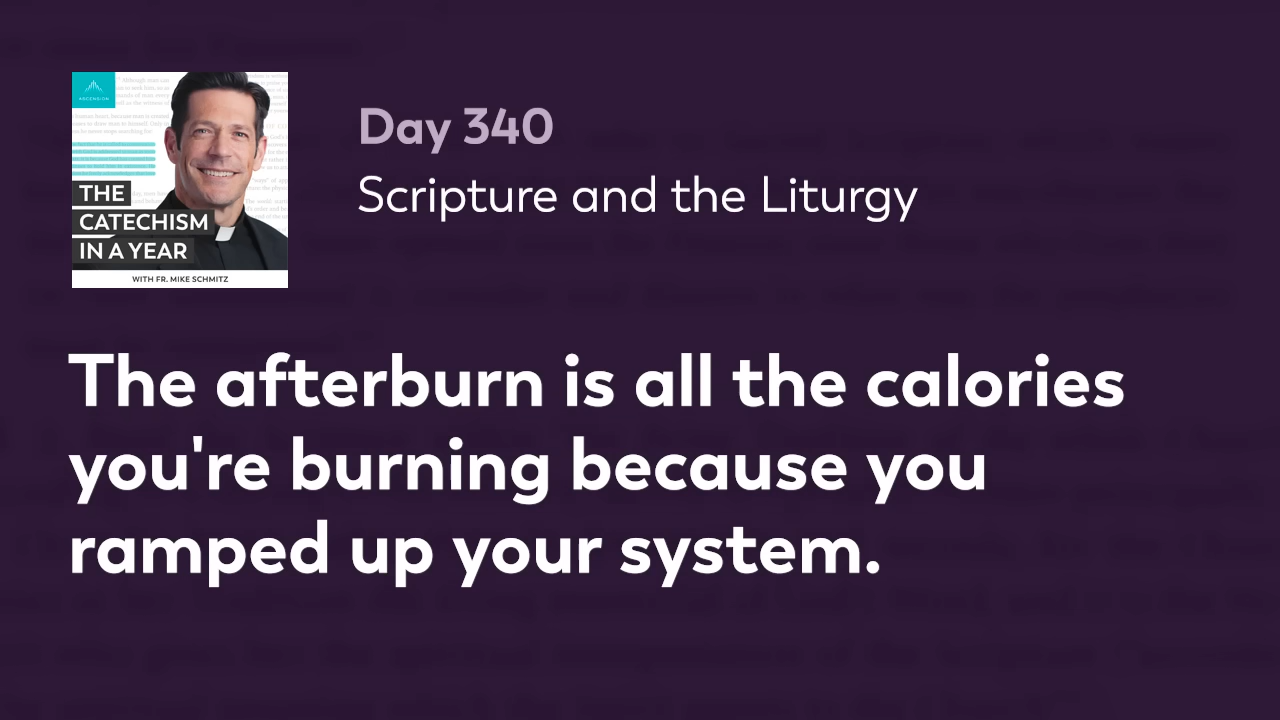 ASCENSION
THE
CATECHISM
IN A YEAR
WITH FR. MIKE SCHMITZ
Day 340
Scripture and the Liturgy
The afterburn is all the calories
you're burning because you
ramped up your system.